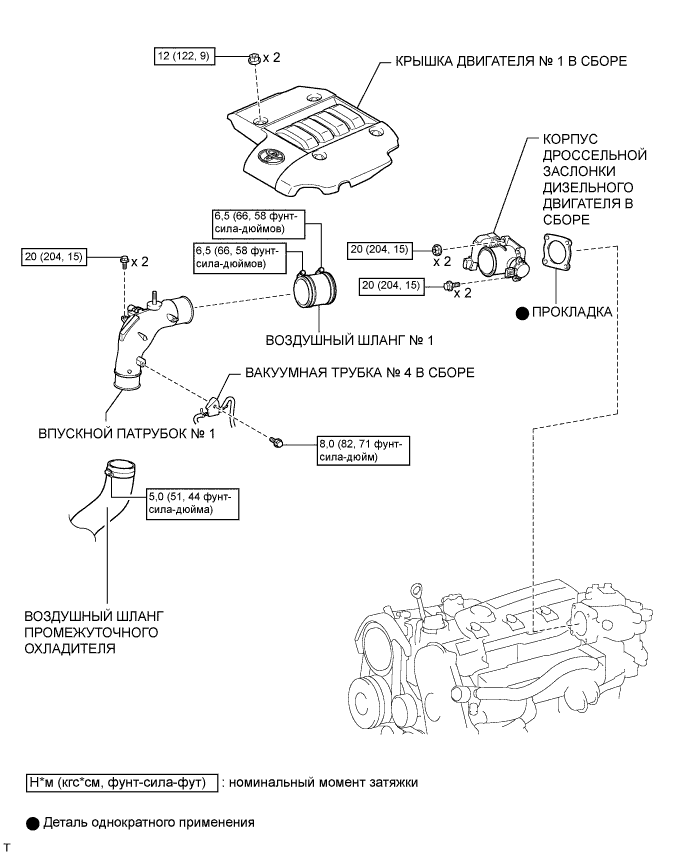 12 (122, 9)
x 2
КРЫШКА ДВИГАТЕЛЯ № 1 В СБОРЕ
КОРПУС
ДРОССЕЛЬНОЙ
ЗАСЛОНКИ
ДИЗЕЛЬНОГО
ДВИГАТЕЛЯ В
СБОРЕ
6,5 (66, 58 фунт-
сила-дюймов)
6,5 (66, 58 фунт-
сила-дюймов)
20 (204, 15)
x 2
20 (204, 15)
x 2
20 (204, 15)
x 2
ПРОКЛАДКА
ВОЗДУШНЫЙ ШЛАНГ № 1
ВАКУУМНАЯ ТРУБКА № 4 В СБОРЕ
ВПУСКНОЙ ПАТРУБОК № 1
8,0 (82, 71 фунт-
сила-дюйм)
5,0 (51, 44 фунт-
сила-дюйма)
ВОЗДУШНЫЙ ШЛАНГ
ПРОМЕЖУТОЧНОГО
ОХЛАДИТЕЛЯ
Н*м (кгс*см, фунт-сила-фут) : номинальный момент затяжки
Деталь однократного применения
T